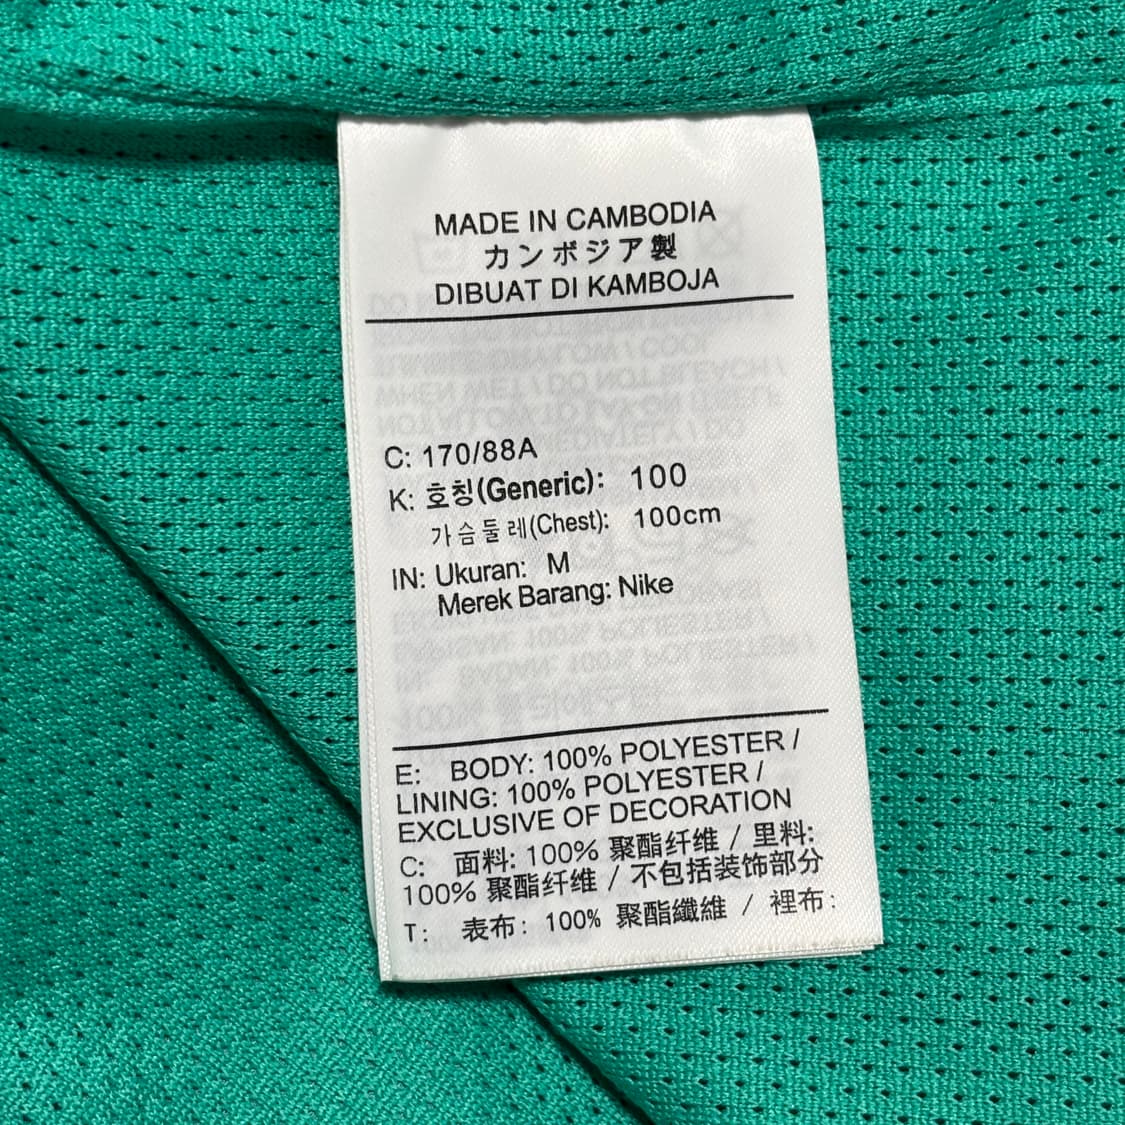 MADE IN CAMBODIA
カンボジア製
DIBUAT DI KAMBOJA
C: 170/88A
K: 호칭(Generic): 100
가슴둘레(Chest): 100cm
IN: Ukuran: M
Merek Barang: Nike
E: BODY: 100% POLYESTER /
LINING: 100% POLYESTER /
EXCLUSIVE OF DECORATION
C: 面料: 100% 聚酯纤维 / 里料:
100% 聚酯纤维 / 不包括装饰部分
T: 表布: 100% 聚酯纖維 / 裡布: